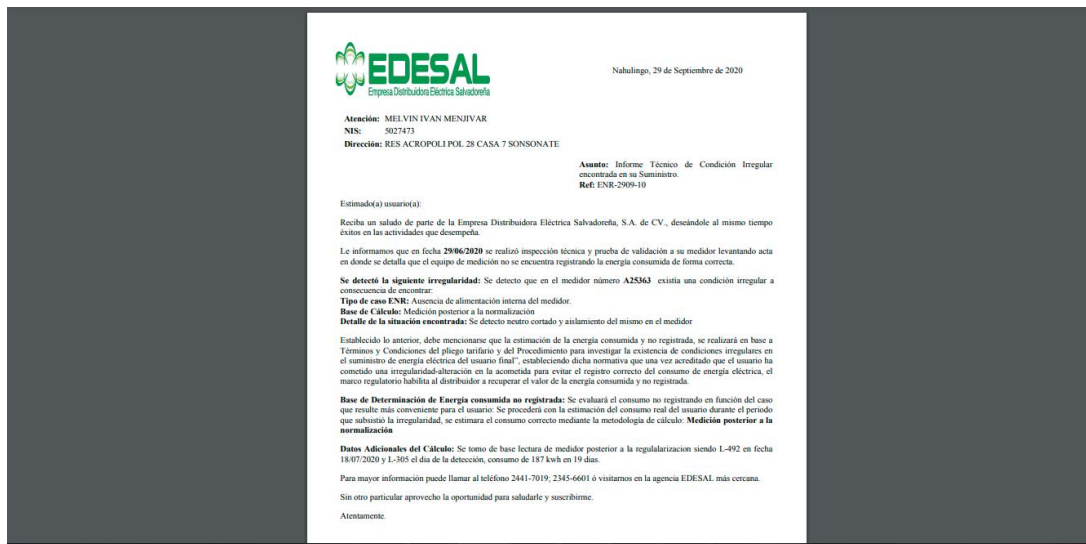 EDESAL
Empresa Distribuidora Eléctrica Salvadoreña
Nahulingo, 29 de Septiembre de 2020
Atención: MELVIN IVAN MENJIVAR
NIS: 5027473
Dirección: RES ACROPOLI POL 28 CASA 7 SONSONATE
Asunto: Informe Técnico de Condición Irregular
encontrada en su Suministro.
Ref: ENR-2909-10
Estimado(a) usuario(a):
Reciba un saludo de parte de la Empresa Distribuidora Eléctrica Salvadoreña, S.A. de CV., deseándole al mismo tiempo
éxitos en las actividades que desempeña.
Le informamos que en fecha 29/06/2020 se realizó inspección técnica y prueba de validación a su medidor levantando acta
en donde se detalla que el equipo de medición no se encuentra registrando la energía consumida de forma correcta.
Se detectó la siguiente irregularidad: Se detecto que en el medidor número A25363 existía una condición irregular a
consecuencia de encontrar:
Tipo de caso ENR: Ausencia de alimentación interna del medidor.
Base de Cálculo: Medición posterior a la normalización
Detalle de la situación encontrada: Se detecto neutro cortado y aislamiento del mismo en el medidor
Establecido lo anterior, debe mencionarse que la estimación de la energía consumida y no registrada, se realizará en base a
Términos y Condiciones del pliego tarifario y del Procedimiento para investigar la existencia de condiciones irregulares en
el suministro de energía eléctrica del usuario final", estableciendo dicha normativa que una vez acreditado que el usuario ha
cometido una irregularidad-alteración en la acometida para evitar el registro correcto del consumo de energía eléctrica, el
marco regulatorio habilita al distribuidor a recuperar el valor de la energía consumida y no registrada.
Base de Determinación de Energía consumida no registrada: Se evaluará el consumo no registrando en función del caso
que resulte más conveniente para el usuario: Se procederá con la estimación del consumo real del usuario durante el periodo
que subsistió la irregularidad, se estimara el consumo correcto mediante la metodología de cálculo: Medición posterior a la
normalización
Datos Adicionales del Cálculo: Se tomo de base lectura de medidor posterior a la regulalarizacion siendo L-492 en fecha
18/07/2020 y L-305 el dia de la detección, consumo de 187 kwh en 19 dias.
Para mayor información puede llamar al teléfono 2441-7019; 2345-6601 ó visitarnos en la agencia EDESAL más cercana.
Sin otro particular aprovecho la oportunidad para saludarle y suscribirme.
Atentamente.